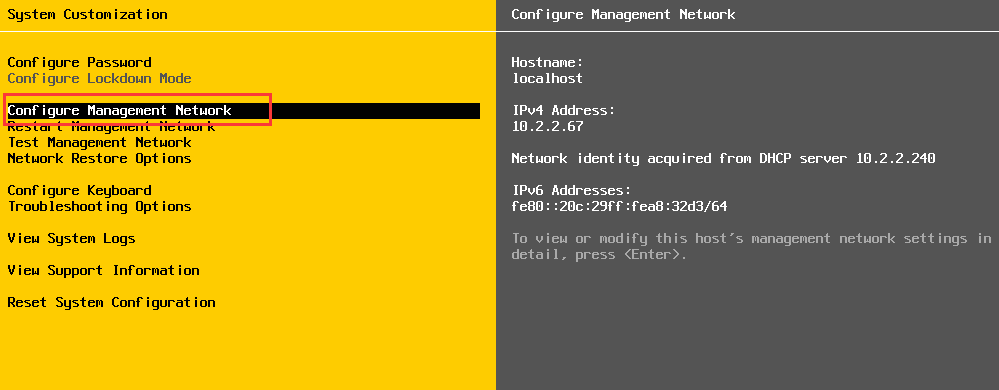 System Customization
Configure Password
Configure Lockdown Mode
Configure Management Network
Restart Management Network
Test Management Network
Network Restore Options
Configure Keyboard
Troubleshooting Options
View System Logs
View Support Information
Reset System Configuration
Configure Management Network
Hostname:
localhost
IPv4 Address:
10.2.2.67
Network identity acquired from DHCP server 10.2.2.240
IPv6 Addresses:
fe80::20c:29ff:fea8:32d3/64
To view or modify this host's management network settings in
detail, press <Enter>.